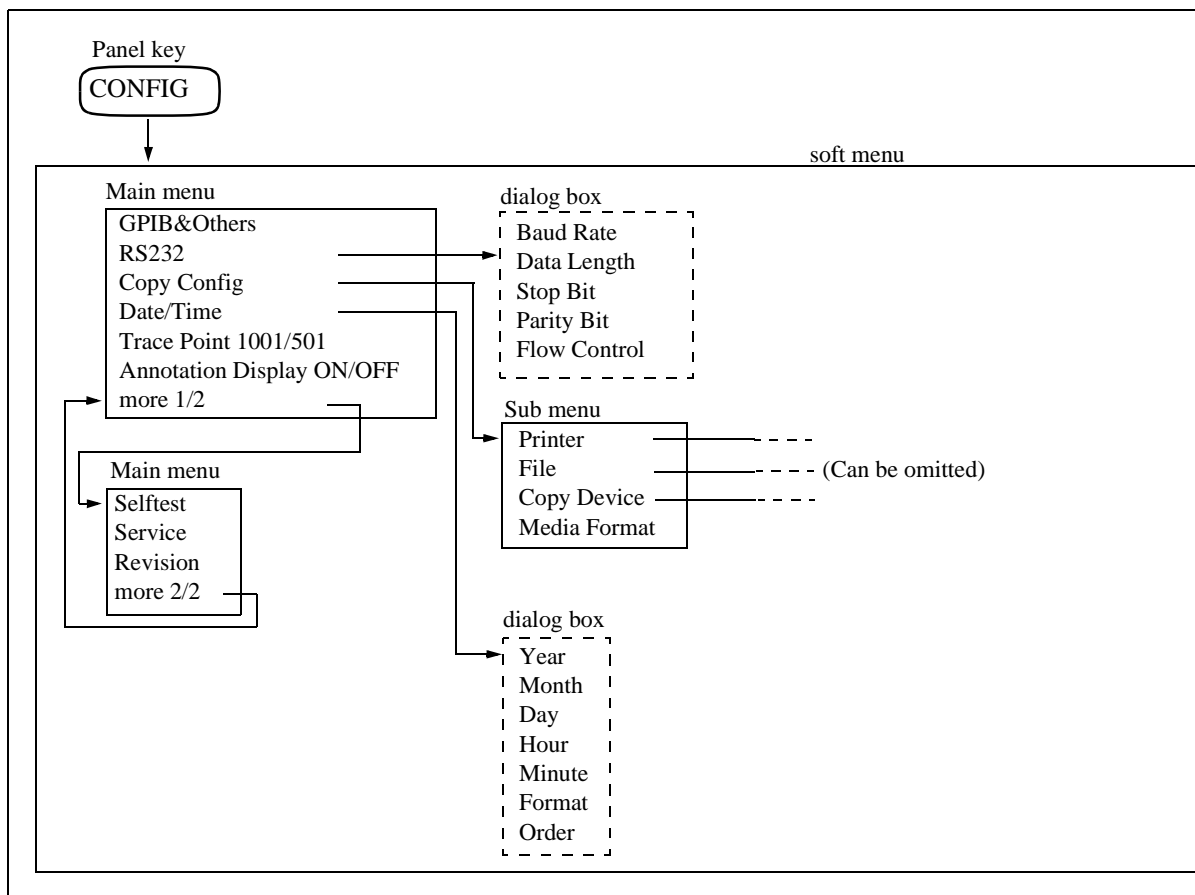 Panel key
CONFIG
soft menu
Main menu
GPIB&Others
RS232
Copy Config
Date/Time
Trace Point 1001/501
Annotation Display ON/OFF
more 1/2
dialog box
Baud Rate
Data Length
Stop Bit
Parity Bit
Flow Control
Sub menu
Printer
File
(Can be omitted)
Copy Device
Media Format
Main menu
Selftest
Service
Revision
more 2/2
dialog box
Year
Month
Day
Hour
Minute
Format
Order